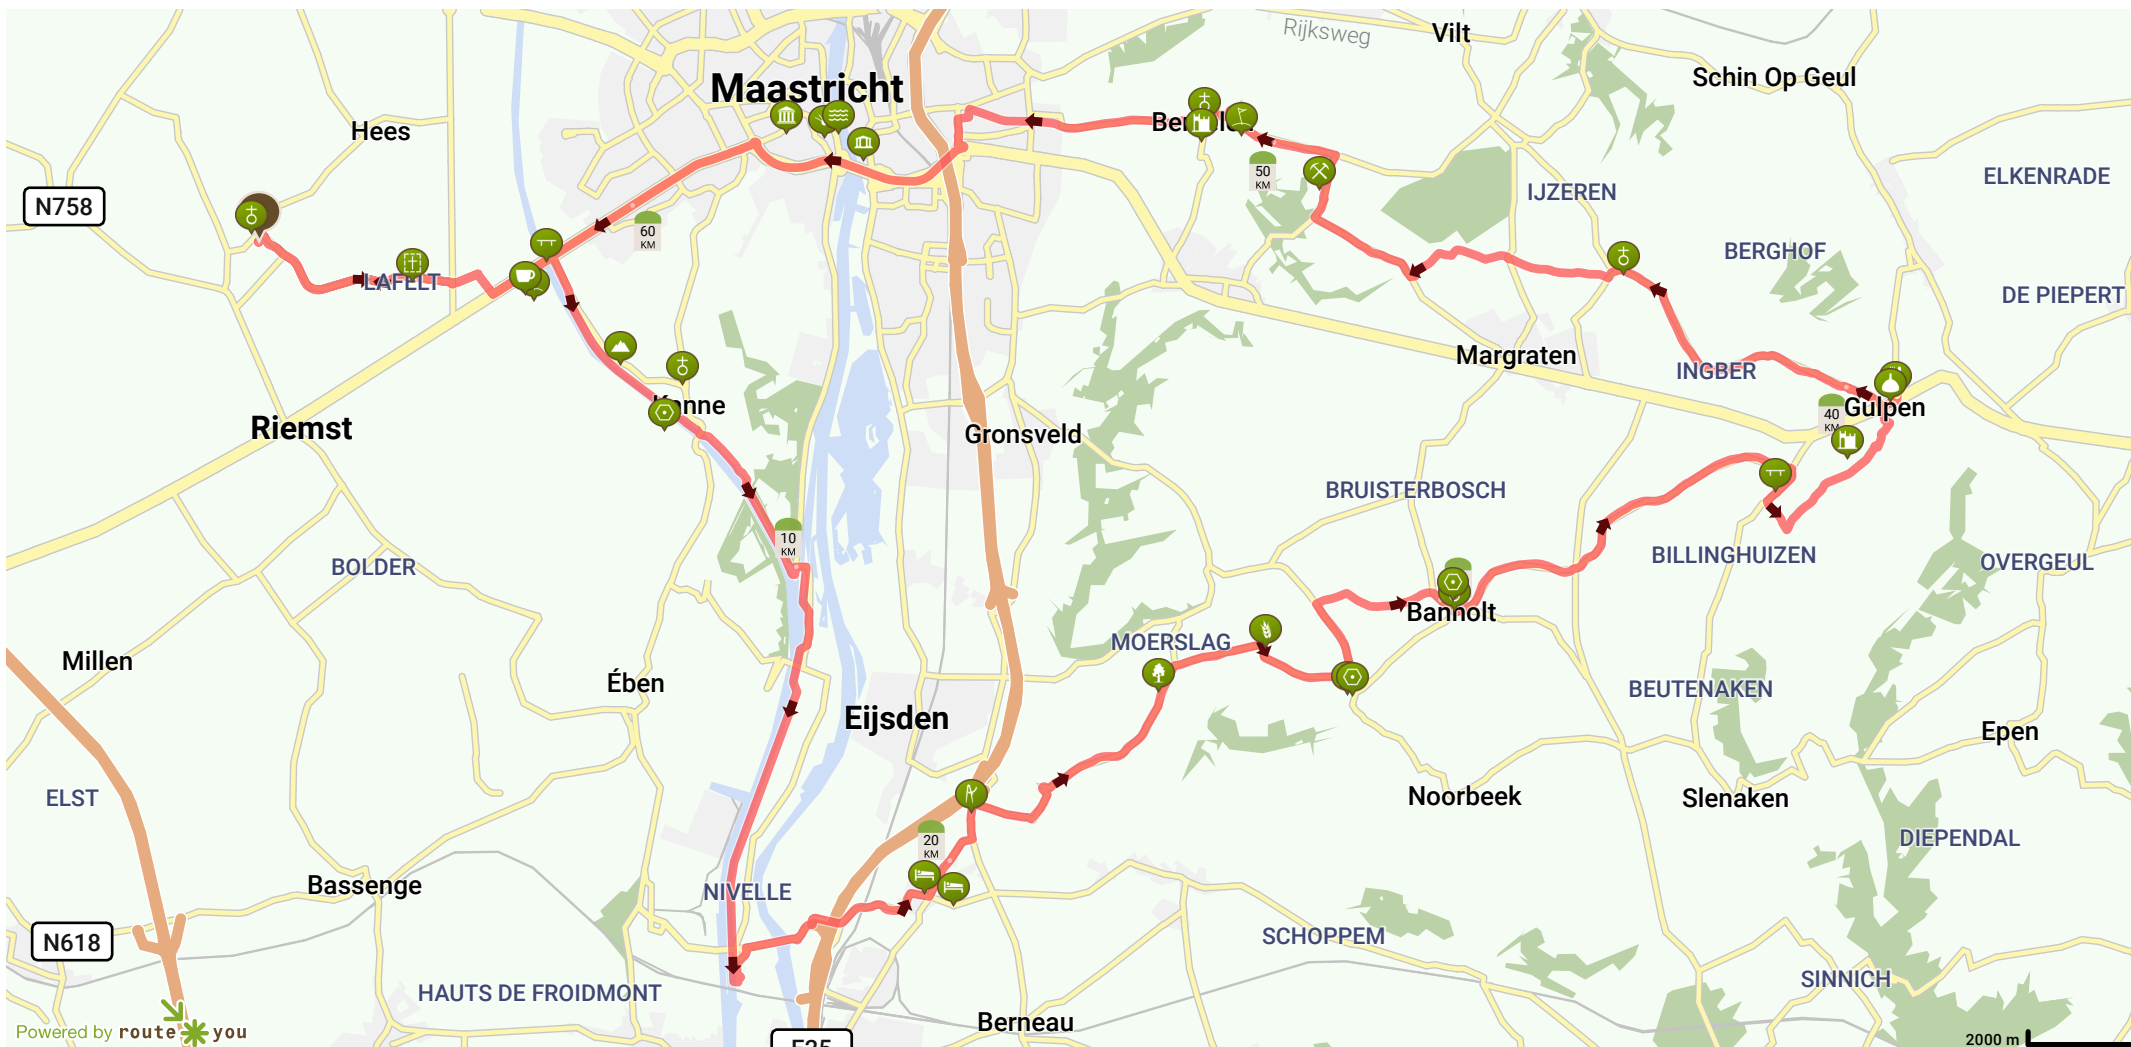 Rijksweg
Vilt
Schin Op Geul
Maastricht
Hees
50
KM
ELKENRADE
IJZEREN
N758
60
KM
BERGHOF
LAFELT
DE PIEPERT
Margraten
INGBER
40
KM
Gulpen
Riemst
Gronsveld
BRUISTERBOSCH
10
KM
BILLINGHUIZEN
OVERGEUL
BOLDER
Banholt
MOERSLAG
Millen
Ében
BEUTENAKEN
Eijsden
Epen
ELST
Noorbeek
Slenaken
20
KM
DIEPENDAL
Bassenge
NIVELLE
SCHOPPEM
N618
SINNICH
HAUTS DE FROIDMONT
Berneau
Powered by route you
2000 m